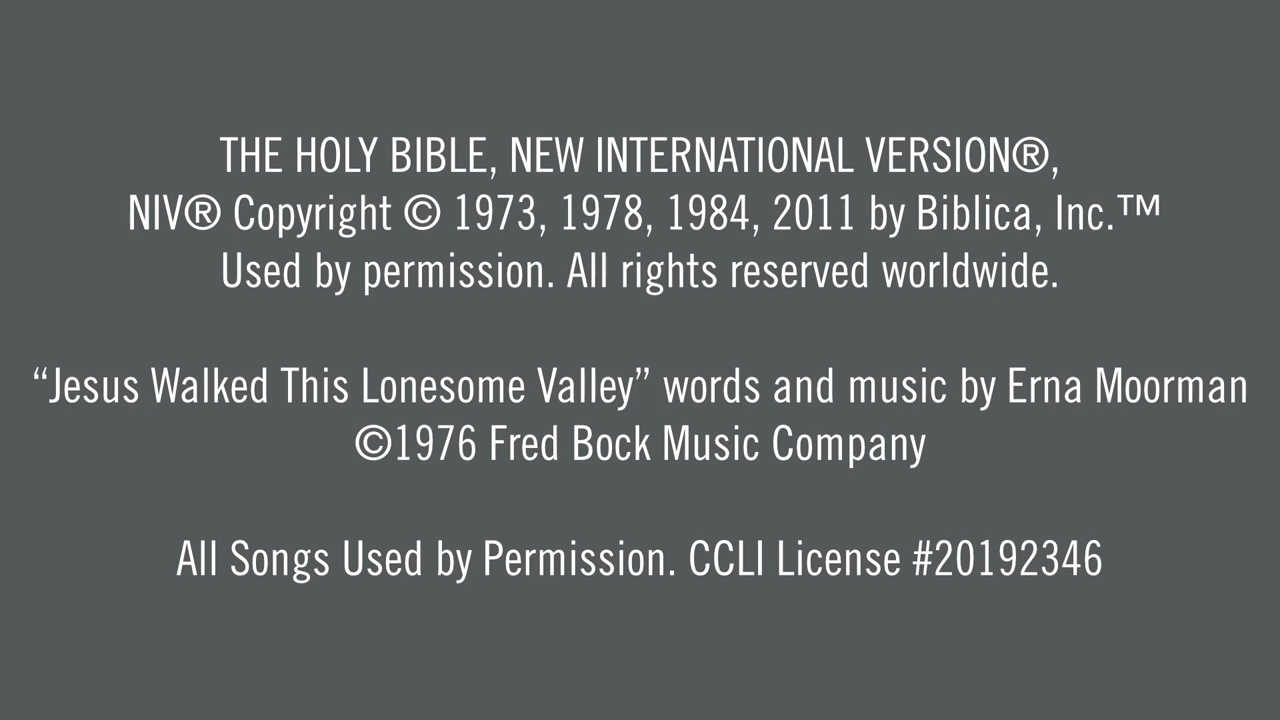 THE HOLY BIBLE, NEW INTERNATIONAL VERSION®,
NIV® Copyright © 1973, 1978, 1984, 2011 by Biblica, Inc.™
Used by permission. All rights reserved worldwide.
“Jesus Walked This Lonesome Valley” words and music by Erna Moorman
©1976 Fred Bock Music Company
All Songs Used by Permission. CCLI License #20192346